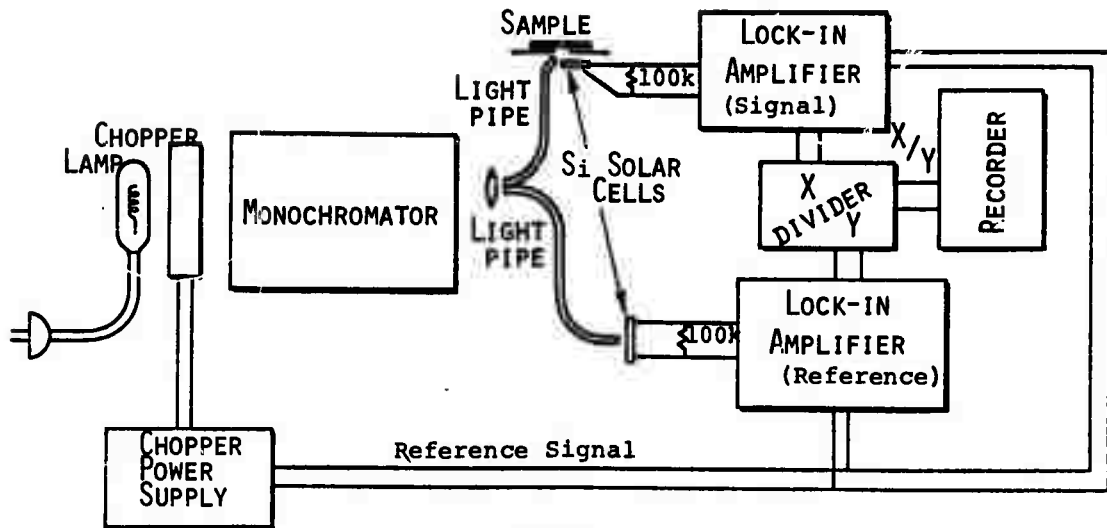 SAMPLE
LOCK-IN
AMPLIFIER
(Signal)
100k
LIGHT
PIPE
CHOPPER
LAMP
MONOCHROMATOR
Si SOLAR
CELLS
X/Y
X
DIVIDER
Y
RECORDER
LIGHT
PIPE
LOCK-IN
AMPLIFIER
(Reference)
100k
CHOPPER
POWER
SUPPLY
Reference Signal